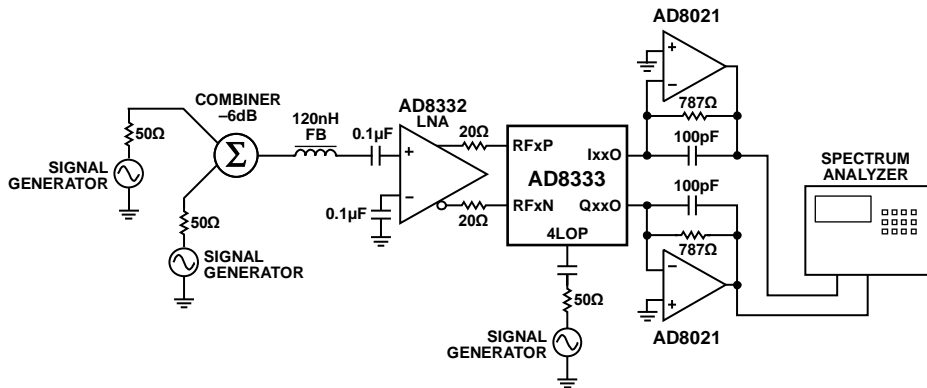 AD8021
COMBINER
–6dB
120nH
FB
0.1µF
AD8332
LNA
20Ω
787Ω
100pF
50Ω
SIGNAL
GENERATOR
Σ
RFxP
IxxO
AD8333
RFxN
QxxO
4LOP
SPECTRUM
ANALYZER
0.1µF
20Ω
100pF
787Ω
50Ω
SIGNAL
GENERATOR
50Ω
SIGNAL
GENERATOR
AD8021